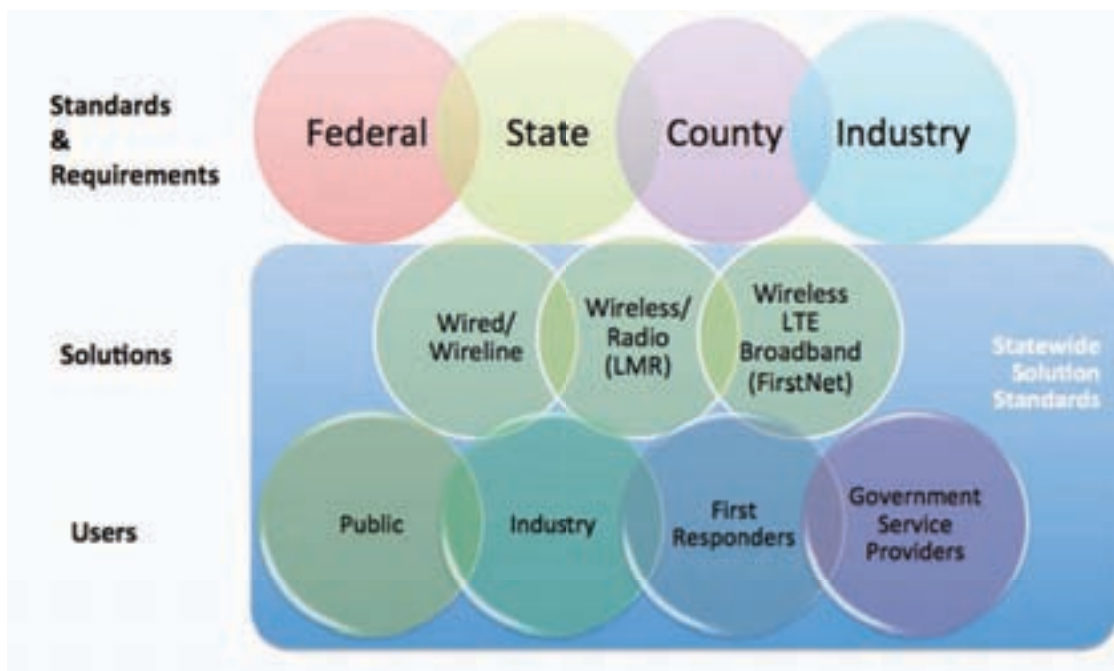 Standards
&
Requirements
Federal
State
County
Industry
Solutions
Wired/
Wireline
Wireless/
Radio
(LMR)
Wireless
LTE
Broadband
(FirstNet)
Statewide
Solution
Standards
Users
Public
Industry
First
Responders
Government
Service
Providers